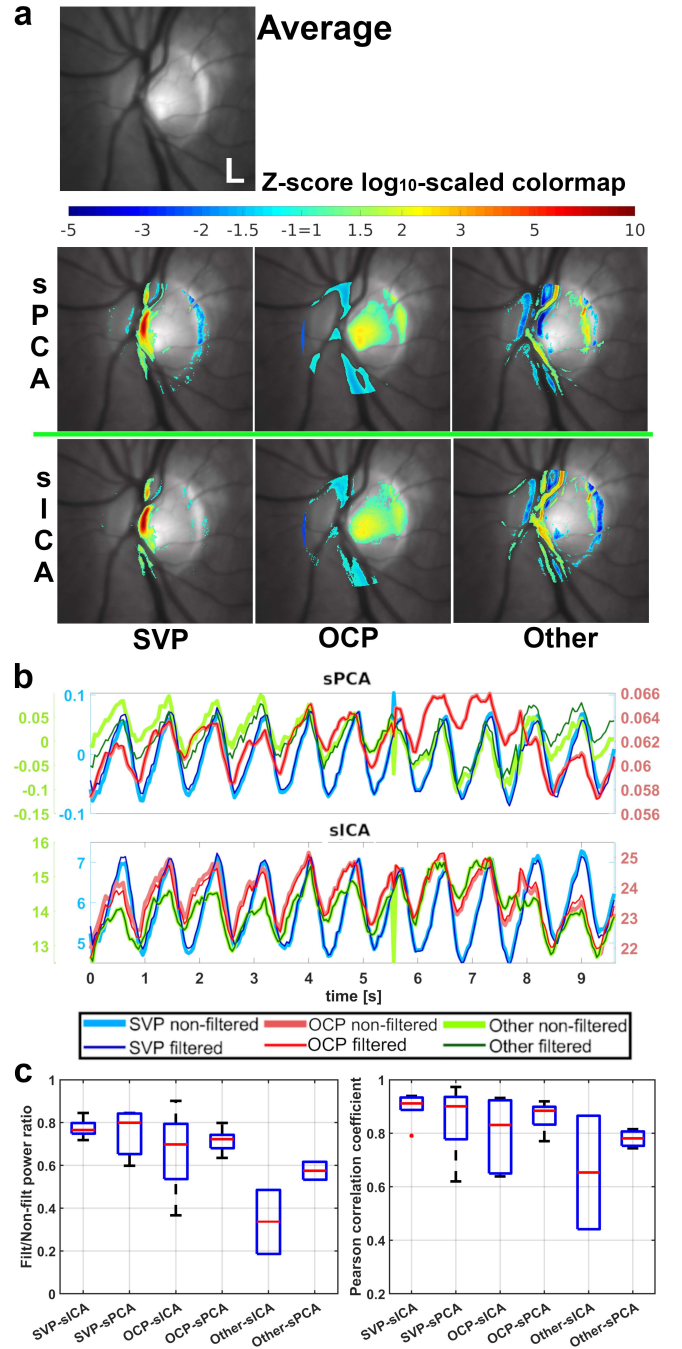 a
Average
L
Z-score log10-scaled colormap
-5 -3 -2 -1.5 -1=1 1.5 2 3 5 10
sPCA
sICA
SVP OCP Other
b
sPCA
0.1 0.066
0.05 0.064
0 0 0.062
-0.05 0.06
-0.1 0.058
-0.15 -0.1 0.056
sICA
16
7 25
15 24
6
14 23
13 5 22
0 1 2 3 4 5 6 7 8 9
time [s]
SVP non-filtered OCP non-filtered Other non-filtered
SVP filtered OCP filtered Other filtered
c
Filt/Non-filt power ratio
1
0.8
0.6
0.4
0.2
0
SVP-sICA SVP-sPCA OCP-sICA OCP-sPCA Other-sICA Other-sPCA
Pearson correlation coefficient
1
0.8
0.6
0.4
0.2
SVP-sICA SVP-sPCA OCP-sICA OCP-sPCA Other-sICA Other-sPCA